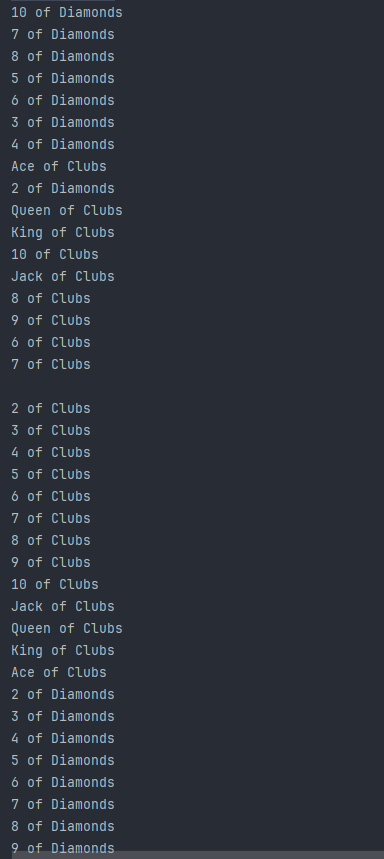 10 of Diamonds
7 of Diamonds
8 of Diamonds
5 of Diamonds
6 of Diamonds
3 of Diamonds
4 of Diamonds
Ace of Clubs
2 of Diamonds
Queen of Clubs
King of Clubs
10 of Clubs
Jack of Clubs
8 of Clubs
9 of Clubs
6 of Clubs
7 of Clubs

2 of Clubs
3 of Clubs
4 of Clubs
5 of Clubs
6 of Clubs
7 of Clubs
8 of Clubs
9 of Clubs
10 of Clubs
Jack of Clubs
Queen of Clubs
King of Clubs
Ace of Clubs
2 of Diamonds
3 of Diamonds
4 of Diamonds
5 of Diamonds
6 of Diamonds
7 of Diamonds
8 of Diamonds
9 of Diamonds